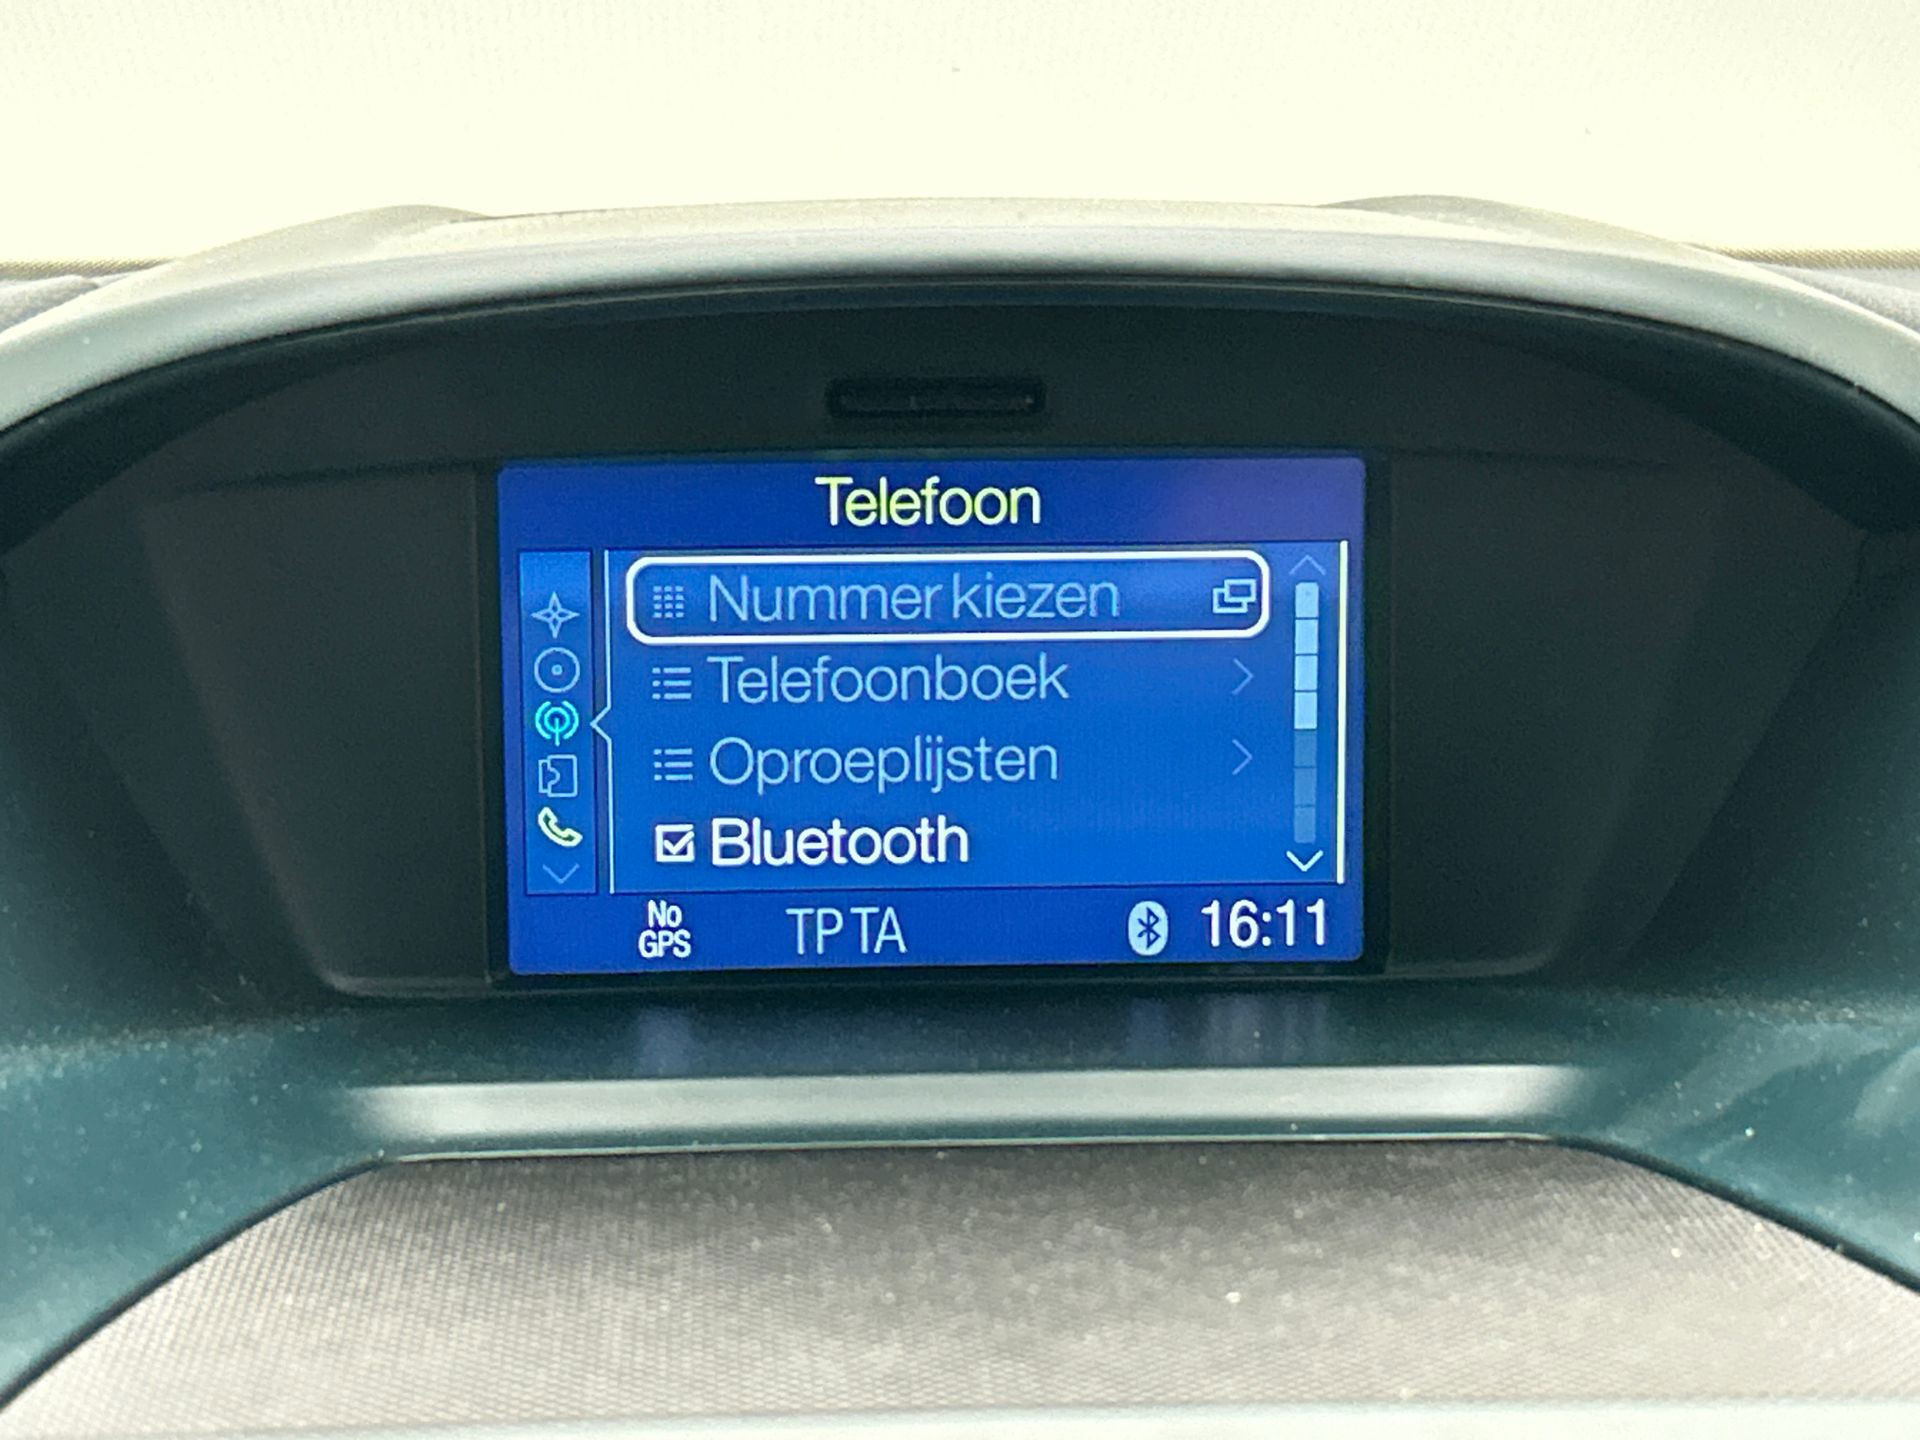 Telefoon
Nummer kiezen
Telefoonboek
Oproeplijsten
Bluetooth
No GPS TP TA 16:11